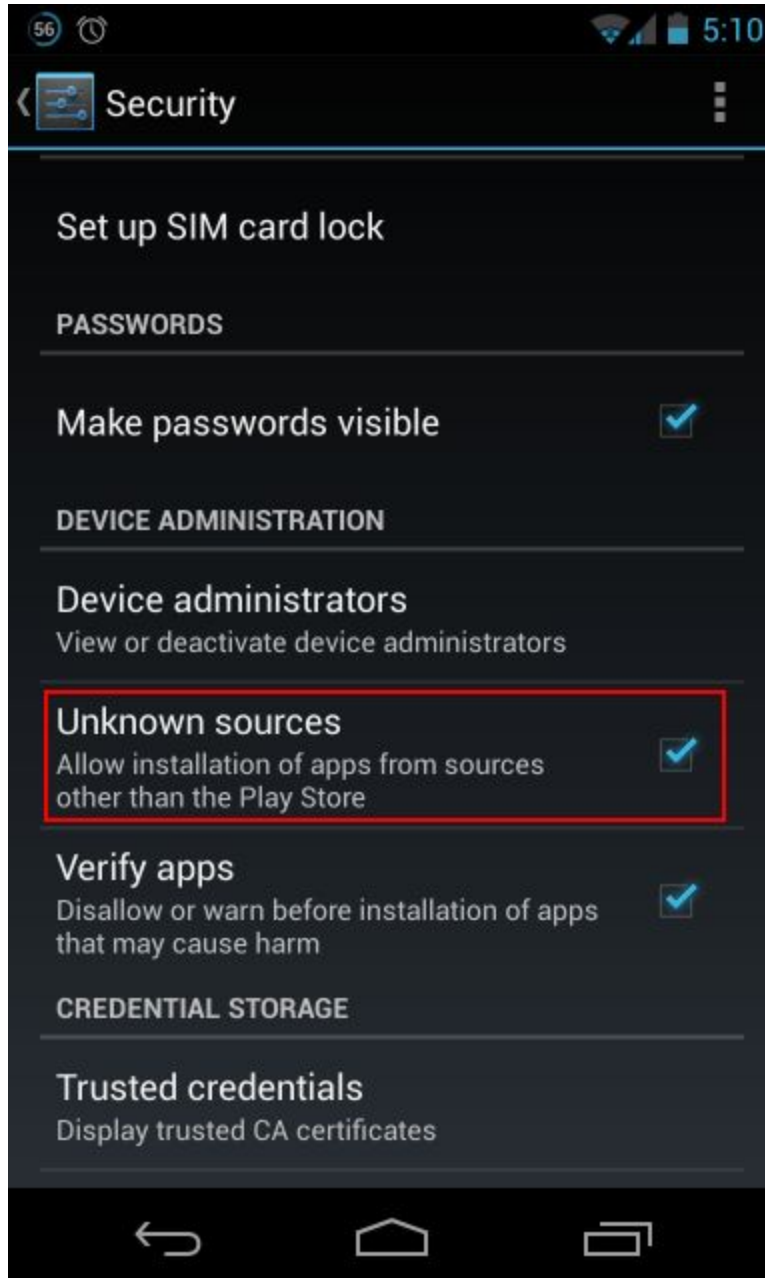 56
5:10
Security
Set up SIM card lock
PASSWORDS
Make passwords visible
DEVICE ADMINISTRATION
Device administrators
View or deactivate device administrators
Unknown sources
Allow installation of apps from sources
other than the Play Store
Verify apps
Disallow or warn before installation of apps
that may cause harm
CREDENTIAL STORAGE
Trusted credentials
Display trusted CA certificates